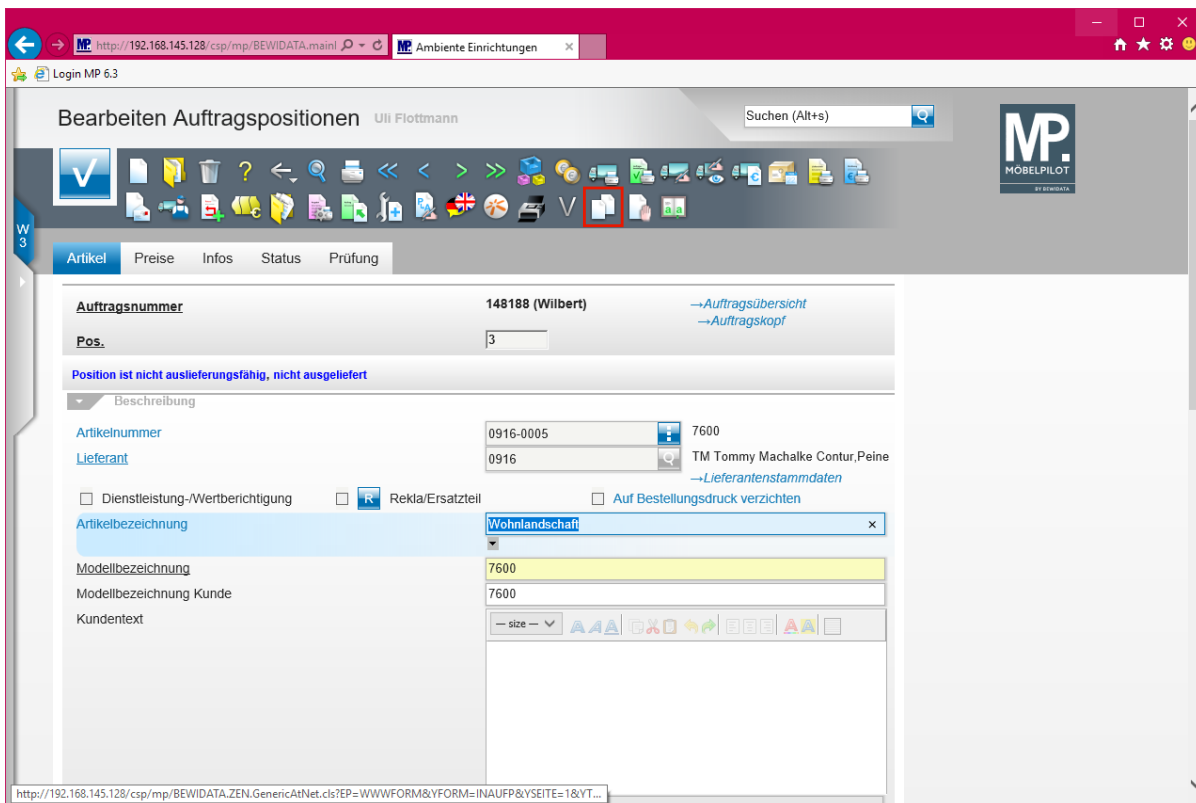 http://192.168.145.128/csp/mp/BEWIDATA.mainl
MP. Ambiente Einrichtungen
Login MP 6.3
Bearbeiten Auftragspositionen Uli Flottmann
Suchen (Alt+s)
MP.
MÖBELPILOT
BY BEWIDATA
W
3
Artikel Preise Infos Status Prüfung
Auftragsnummer 148188 (Wilbert) →Auftragsübersicht
→Auftragskopf
Pos. 3
Position ist nicht auslieferungsfähig, nicht ausgeliefert
Beschreibung
Artikelnummer 0916-0005 7600
Lieferant 0916 TM Tommy Machalke Contur,Peine
→Lieferantenstammdaten
Dienstleistung-/Wertberichtigung R Rekla/Ersatzteil Auf Bestellungsdruck verzichten
Artikelbezeichnung Wohnlandschaft
Modellbezeichnung 7600
Modellbezeichnung Kunde 7600
Kundentext — size —
http://192.168.145.128/csp/mp/BEWIDATA.ZEN.GenericAtNet.cls?EP=WWWFORM&YFORM=INAUFP&YSEITE=1&YT...